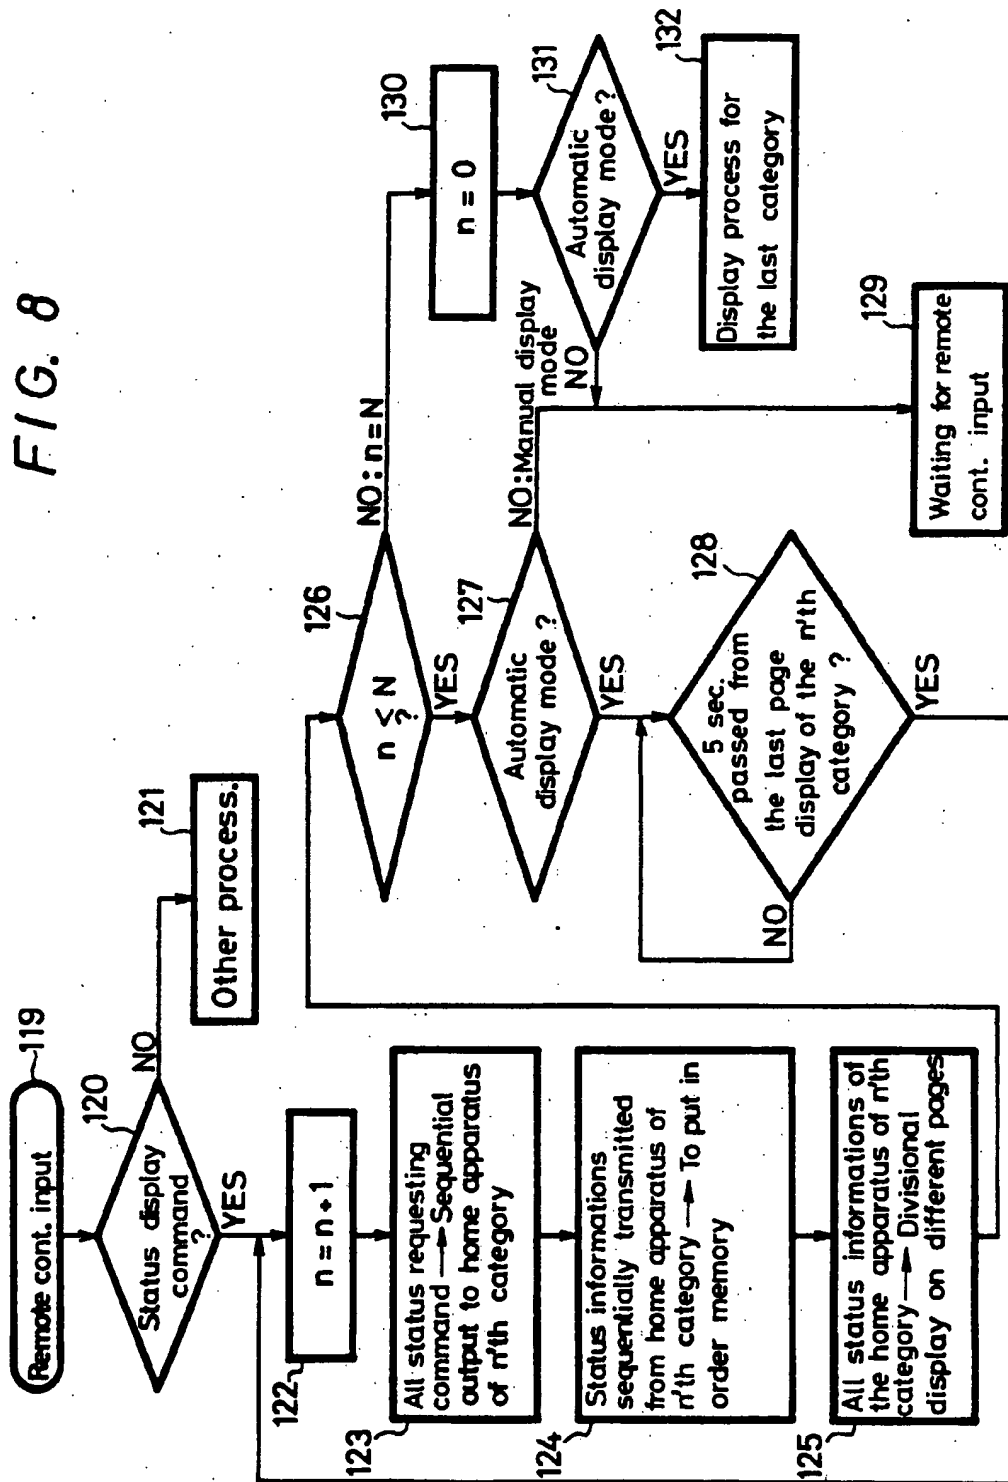 FIG. 8
Remote cont. input
119
120
Status display
command
?
NO
YES
121
Other process.
122
n = n+1
123
All status requesting
command → Sequential
output to home apparatus
of n'th category
124
Status informations
sequentially transmitted
from home apparatus of
n'th category → To put in
order memory
125
All status informations of
the home apparatus of n'th
category → Divisional
display on different pages
126
n < N
?
NO : n = N
YES
127
Automatic
display mode ?
NO:Manual display
mode
YES
128
5 sec.
passed from
the last page
display of the n'th
category ?
NO
YES
129
Waiting for remote
cont. input
130
n = 0
131
Automatic
display mode ?
NO
YES
132
Display process for
the last category